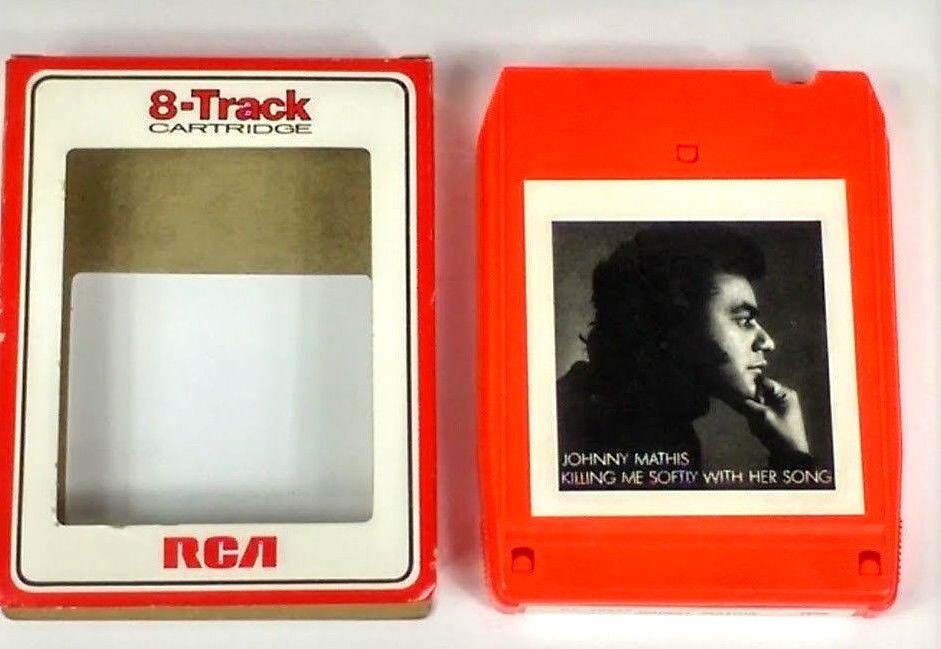 8-Track
CARTRIDGE
RCA
JOHNNY MATHIS
KILLING ME SOFTLY WITH HER SONG